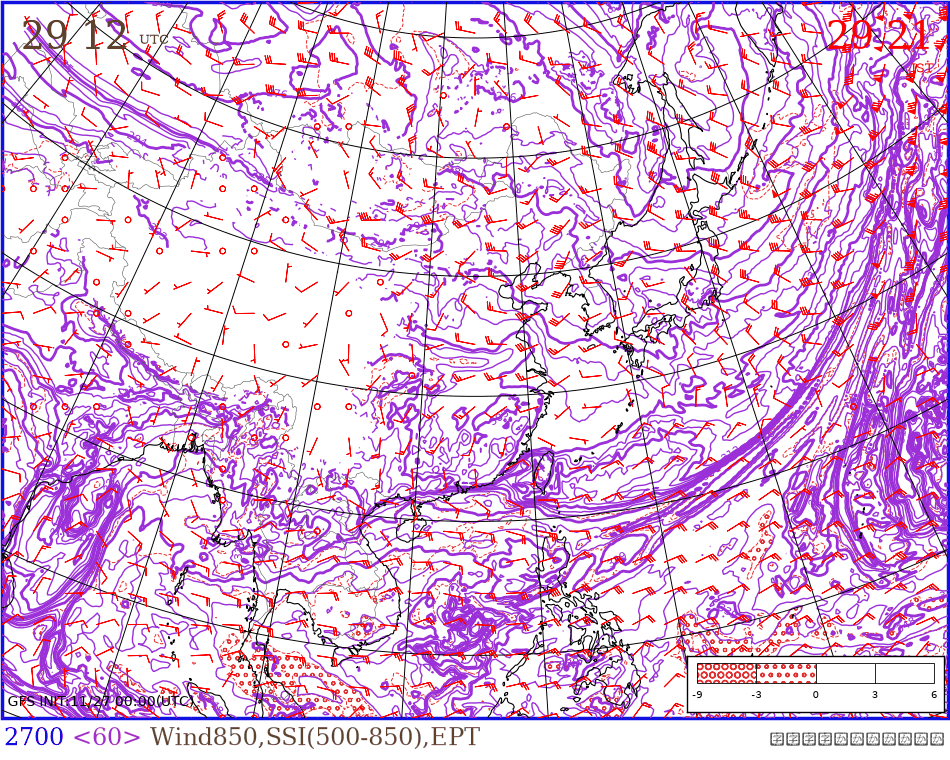 29 12 UTC
29.21
JST
GFS INIT:11/27 00:00(UTC)
-9 -3 0 3 6
2700 <60> Wind850,SSI(500-850),EPT